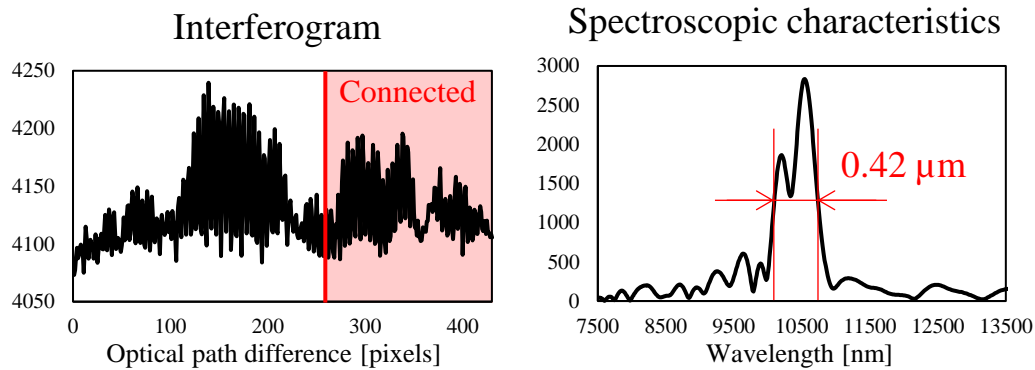 Interferogram
4250
4200
4150
4100
4050
0 100 200 300 400
Optical path difference [pixels]
Connected
Spectroscopic characteristics
3000
2500
2000
1500
1000
500
0
7500 8500 9500 10500 11500 12500 13500
Wavelength [nm]
0.42 µm